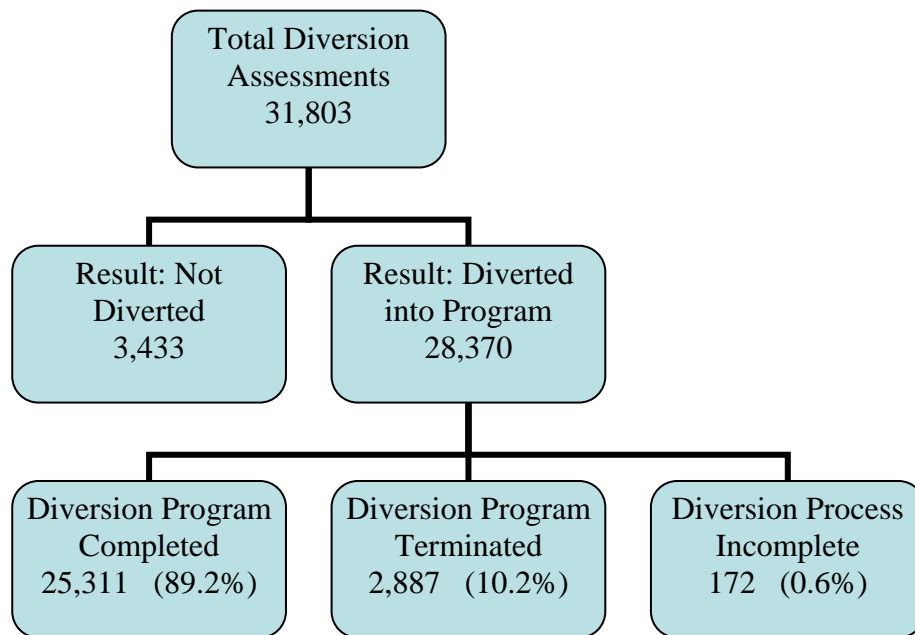 Total Diversion
Assessments
31,803
Result: Not
Diverted
3,433
Result: Diverted
into Program
28,370
Diversion Program
Completed
25,311 (89.2%)
Diversion Program
Terminated
2,887 (10.2%)
Diversion Process
Incomplete
172 (0.6%)